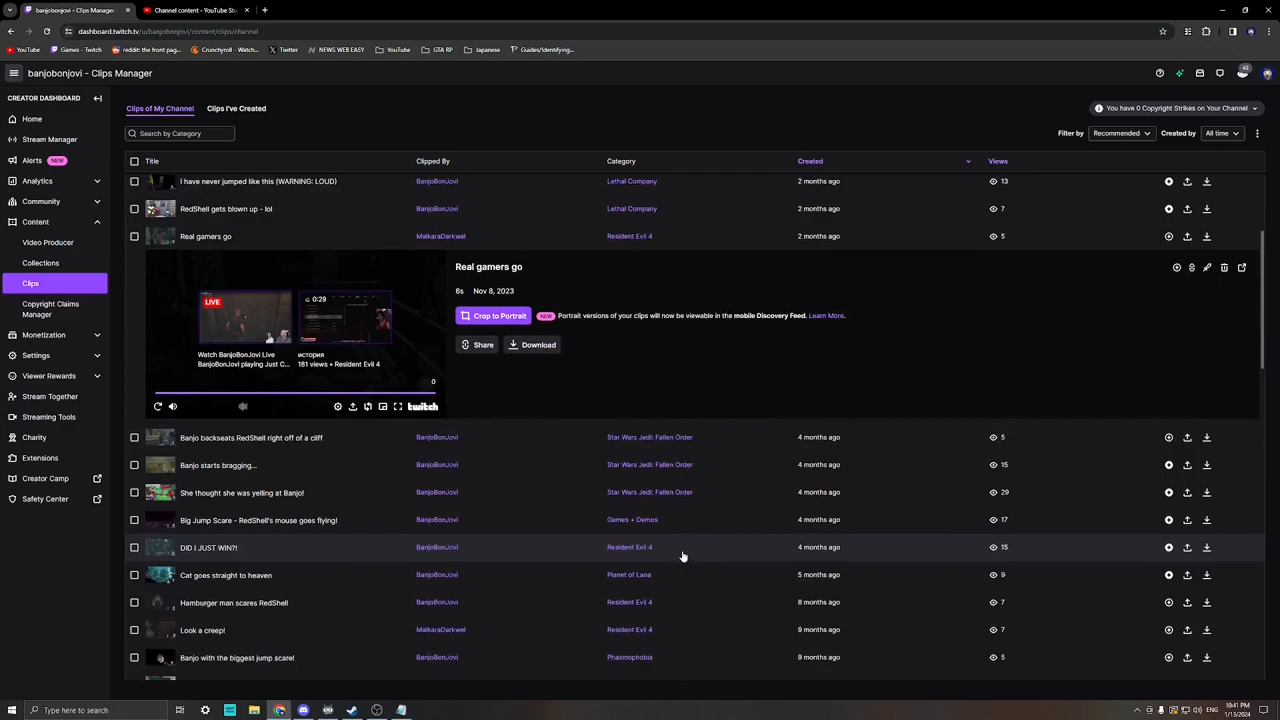 banjobonjovi - Clips Manager
Channel content - YouTube Stu
dashboard.twitch.tv/u/banjobonjovi/content/clips/channel
YouTube
Games - Twitch
reddit: the front pag...
Crunchyroll - Watch...
Twitter
NEWS WEB EASY
YouTube
GTA RP
Japanese
Guides/Identifying...
banjobonjovi - Clips Manager
42
CREATOR DASHBOARD
Home
Stream Manager
Alerts NEW
Analytics
Community
Content
Video Producer
Collections
Clips
Copyright Claims
Manager
Monetization
Settings
Viewer Rewards
Stream Together
Streaming Tools
Charity
Extensions
Creator Camp
Safety Center
Clips of My Channel Clips I've Created
You have 0 Copyright Strikes on Your Channel
Search by Category
Filter by Recommended Created by All time
Title Clipped By Category Created Views
I have never jumped like this (WARNING: LOUD) BanjoBonJovi Lethal Company 2 months ago 13
RedShell gets blown up - lol BanjoBonJovi Lethal Company 2 months ago 7
Real gamers go MalkaraDarkwel Resident Evil 4 2 months ago 5
LIVE
0:29
Watch BanjoBonJovi Live
BanjoBonJovi playing Just C...
история
181 views • Resident Evil 4
0
twitch
Real gamers go
6s Nov 8, 2023
Crop to Portrait NEW Portrait versions of your clips will now be viewable in the mobile Discovery Feed. Learn More.
Share Download
Banjo backseats RedShell right off of a cliff BanjoBonJovi Star Wars Jedi: Fallen Order 4 months ago 5
Banjo starts bragging... BanjoBonJovi Star Wars Jedi: Fallen Order 4 months ago 15
She thought she was yelling at Banjo! BanjoBonJovi Star Wars Jedi: Fallen Order 4 months ago 29
Big Jump Scare - RedShell's mouse goes flying! BanjoBonJovi Games + Demos 4 months ago 17
DID I JUST WIN?! BanjoBonJovi Resident Evil 4 4 months ago 15
Cat goes straight to heaven BanjoBonJovi Planet of Lana 5 months ago 9
Hamburger man scares RedShell BanjoBonJovi Resident Evil 4 8 months ago 7
Look a creep! MalkaraDarkwel Resident Evil 4 9 months ago 7
Banjo with the biggest jump scare! BanjoBonJovi Phasmophobia 9 months ago 5
Type here to search
ENG
10:41 PM
1/13/2024